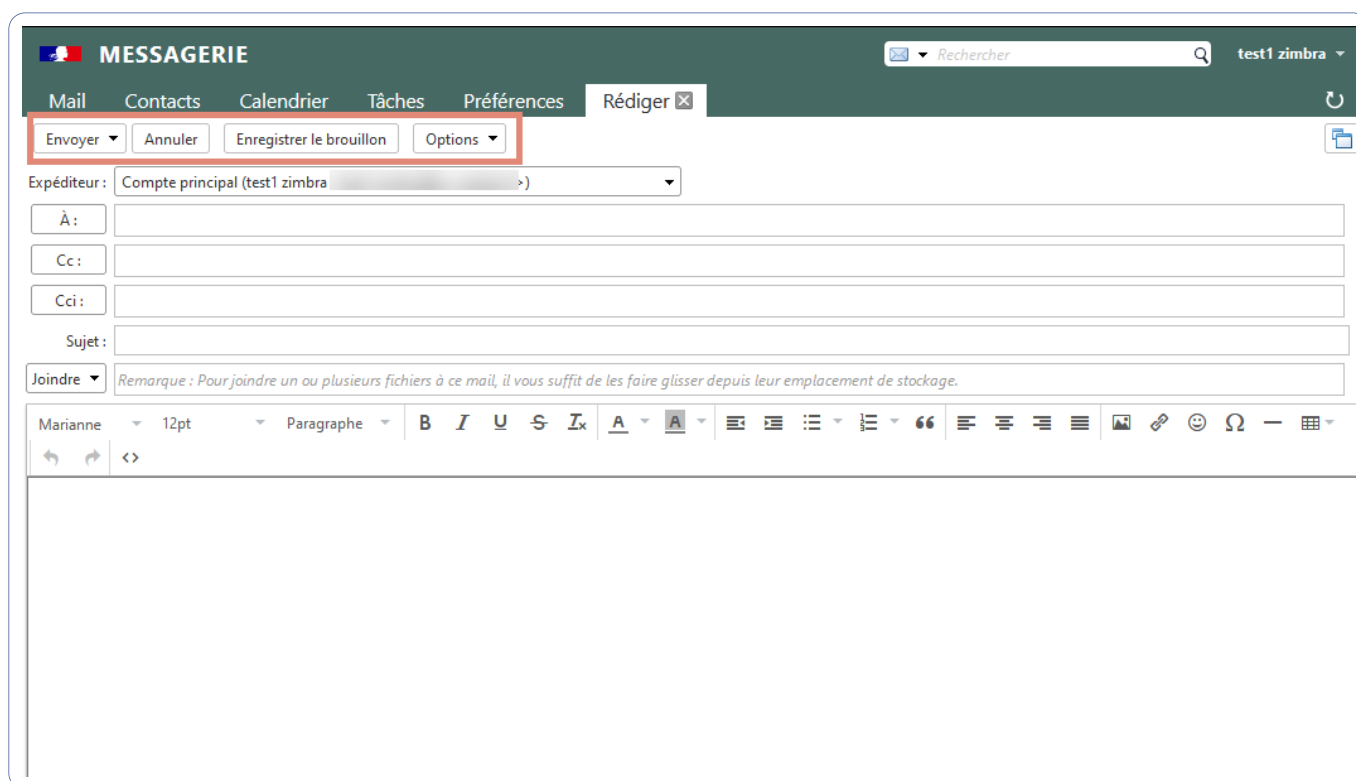 MESSAGERIE
Rechercher
test1 zimbra
Mail Contacts Calendrier Tâches Préférences Rédiger
Envoyer Annuler Enregistrer le brouillon Options
Expéditeur : Compte principal (test1 zimbra >)
À :
Cc :
Cci :
Sujet :
Joindre Remarque : Pour joindre un ou plusieurs fichiers à ce mail, il vous suffit de les faire glisser depuis leur emplacement de stockage.
Marianne 12pt Paragraphe B I U S Tx A A “ Ω —
<>